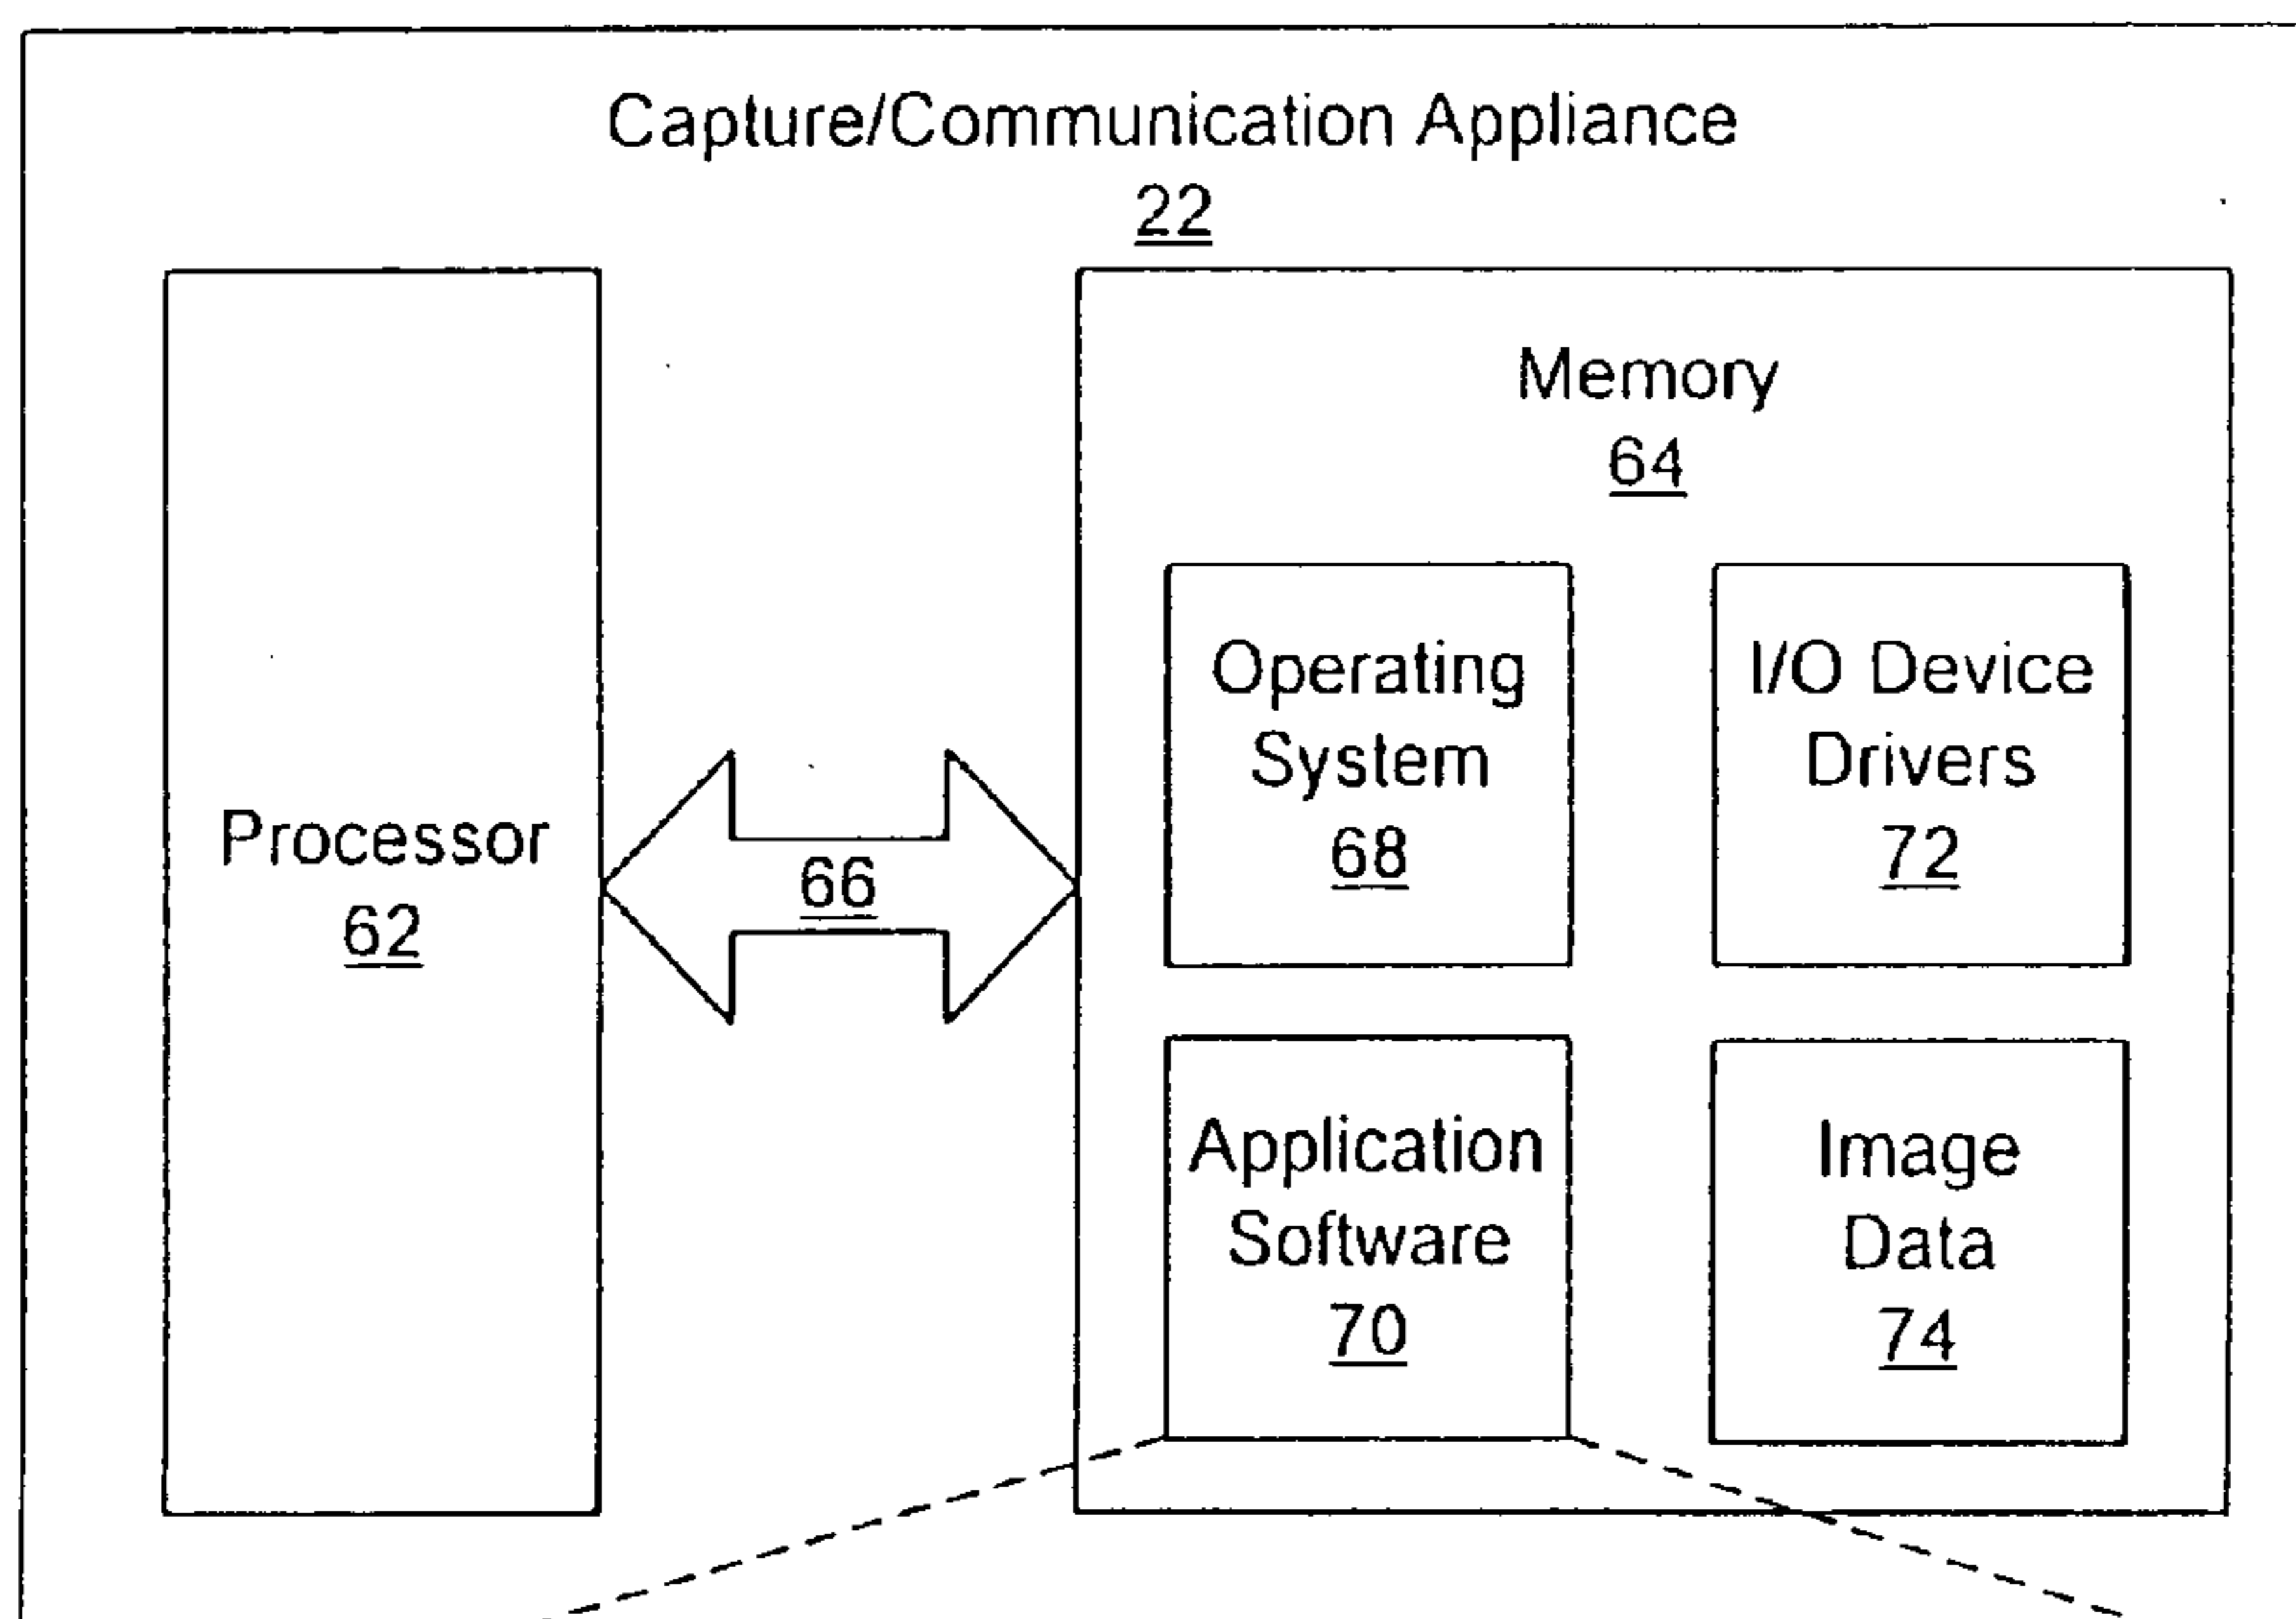 Capture/Communication Appliance
22
Processor
62
66
Memory
64
Operating
System
68
I/O Device
Drivers
72
Application
Software
70
Image
Data
74